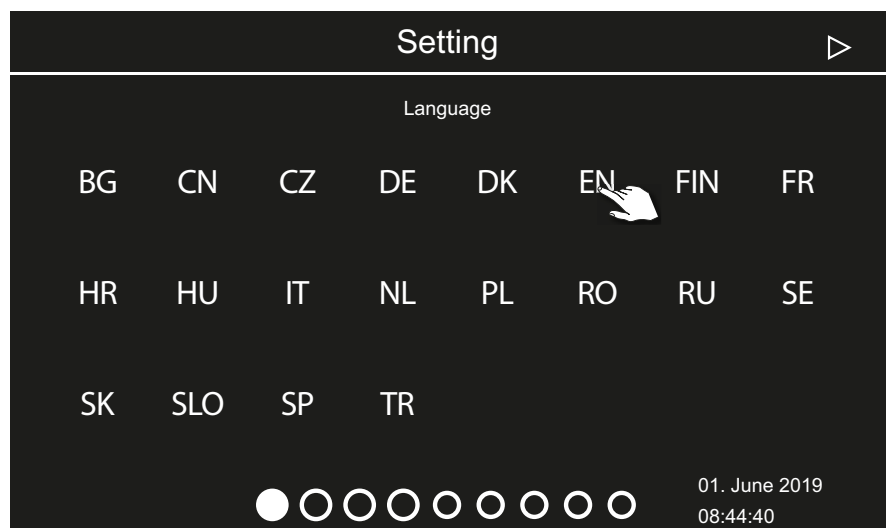 Setting
Language
BG CN CZ DE DK EN FIN FR
HR HU IT NL PL RO RU SE
SK SLO SP TR
01. June 2019
08:44:40